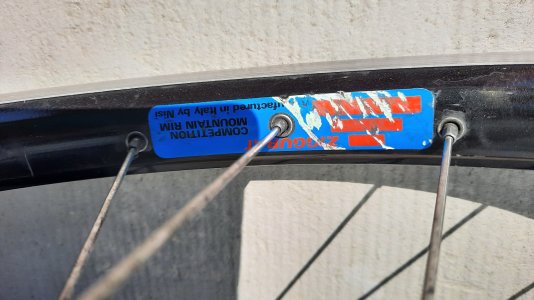 COMPETITION
MOUNTAIN RIM
ufactured in Italy by Nisi